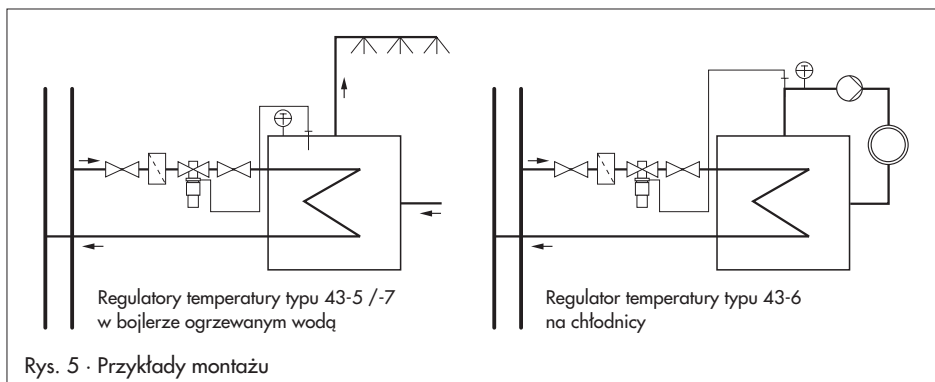 Regulatory temperatury typu 43-5 /-7
w bojlerze ogrzewanym wodą
Regulator temperatury typu 43-6
na chłodnicy
Rys. 5 · Przykłady montażu